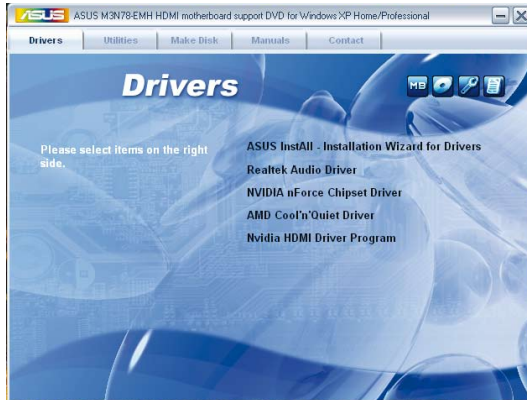 ASUS ASUS M3N78-EMH HDMI motherboard support DVD for Windows XP Home/Professional
Drivers Utilities Make Disk Manuals Contact
Drivers
MB
Please select items on the right
side.
ASUS InstAll - Installation Wizard for Drivers
Realtek Audio Driver
NVIDIA nForce Chipset Driver
AMD Cool'n'Quiet Driver
Nvidia HDMI Driver Program